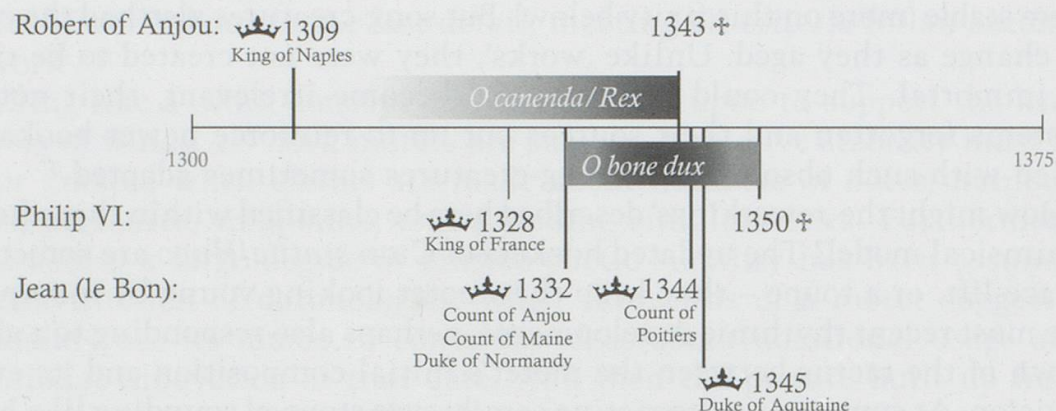 Robert of Anjou: 1309 1343 ✝
King of Naples
O canenda/Rex
1300 1375
O bone dux
Philip VI: 1328 1350 ✝
King of France
Jean (le Bon): 1332 1344
Count of Anjou Count of
Count of Maine Poitiers
Duke of Normandy
1345
Duke of Aquitaine